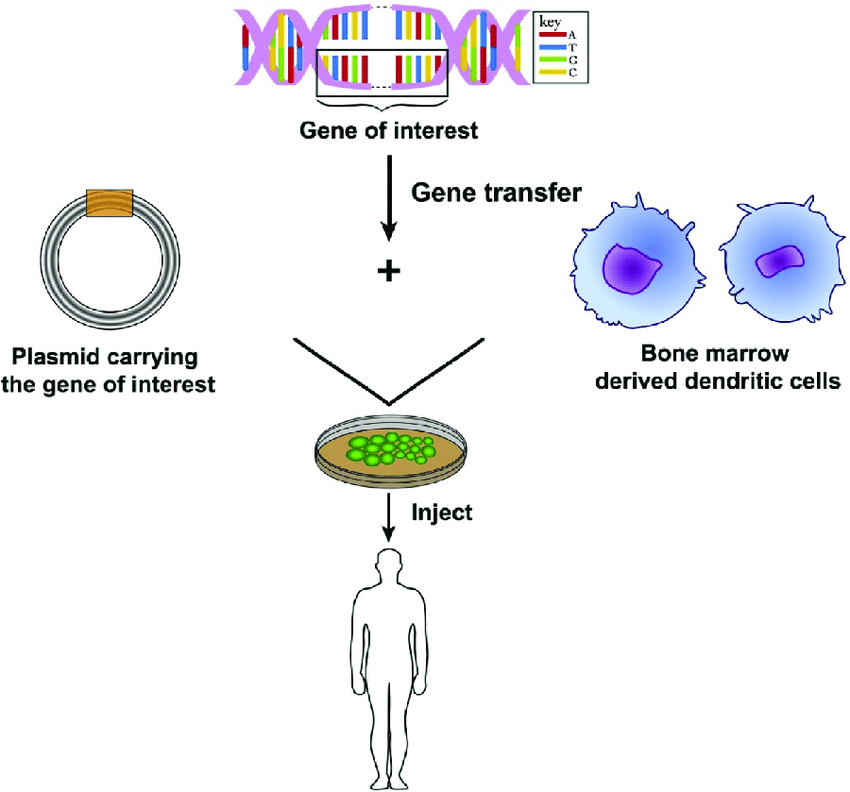 key
A
T
G
C
Gene of interest
Gene transfer
+
Plasmid carrying
the gene of interest
Bone marrow
derived dendritic cells
Inject